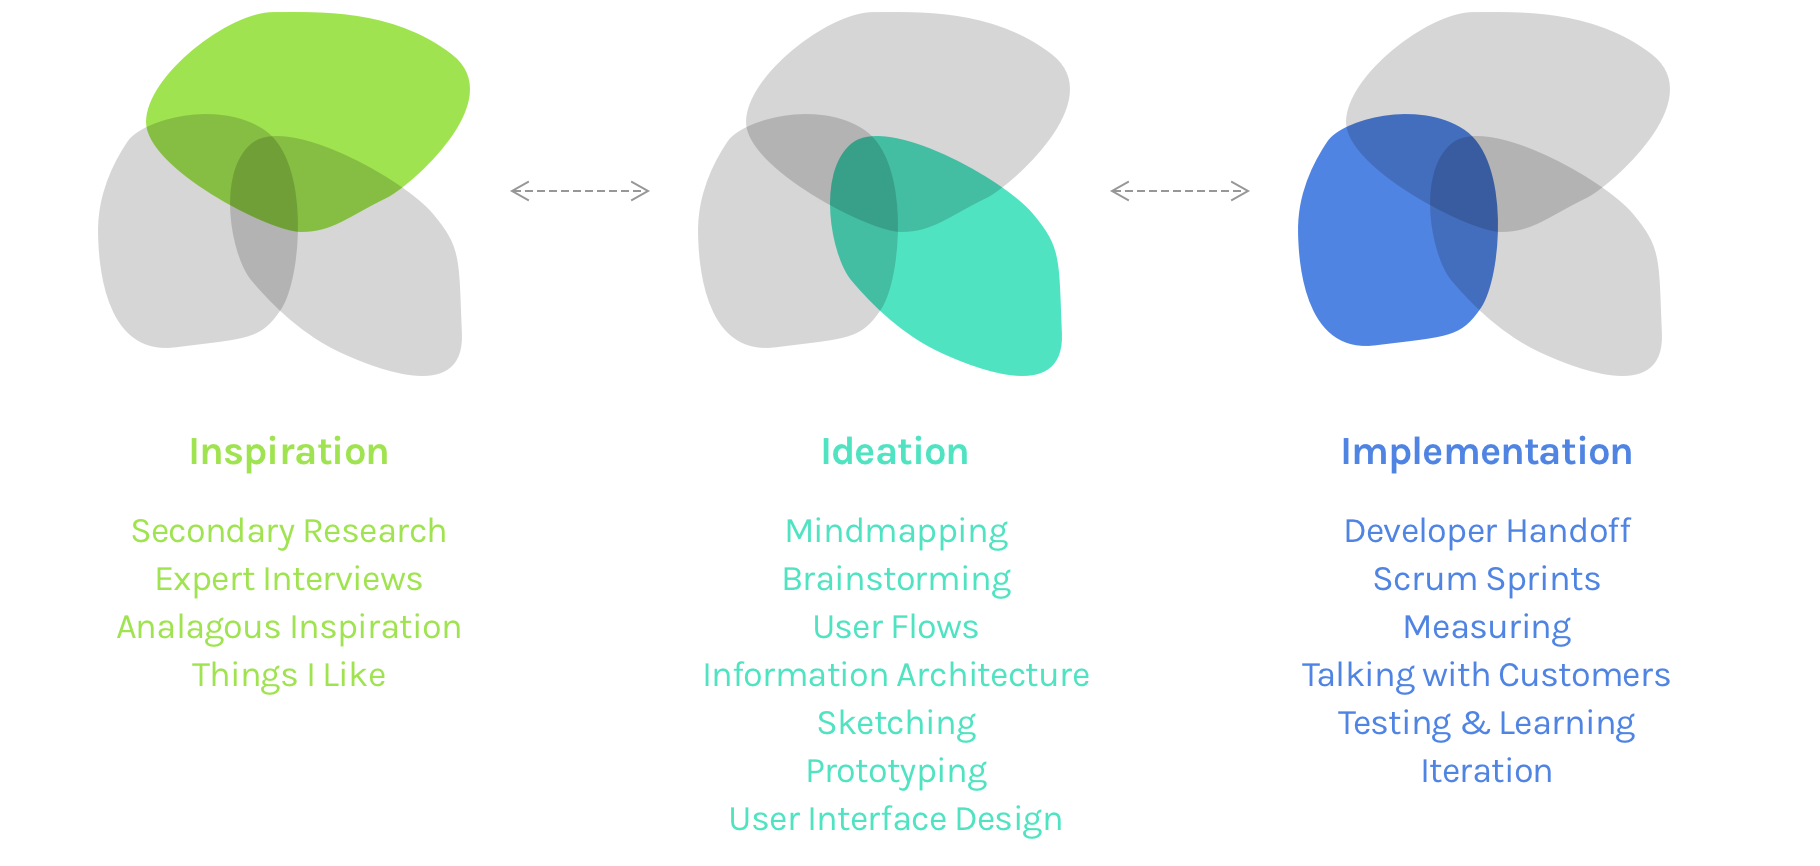 Inspiration
Secondary Research
Expert Interviews
Analagous Inspiration
Things I Like
Ideation
Mindmapping
Brainstorming
User Flows
Information Architecture
Sketching
Prototyping
User Interface Design
Implementation
Developer Handoff
Scrum Sprints
Measuring
Talking with Customers
Testing & Learning
Iteration